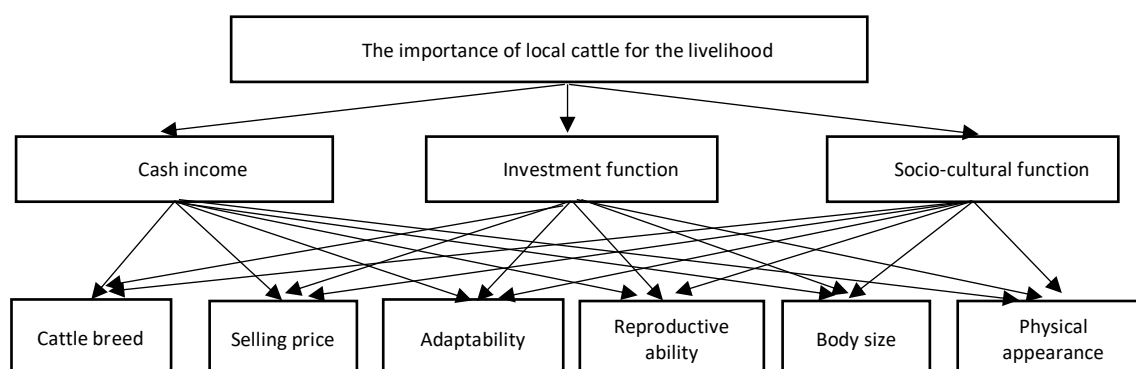 The importance of local cattle for the livelihood
Cash income
Investment function
Socio-cultural function
Cattle breed
Selling price
Adaptability
Reproductive
ability
Body size
Physical
appearance